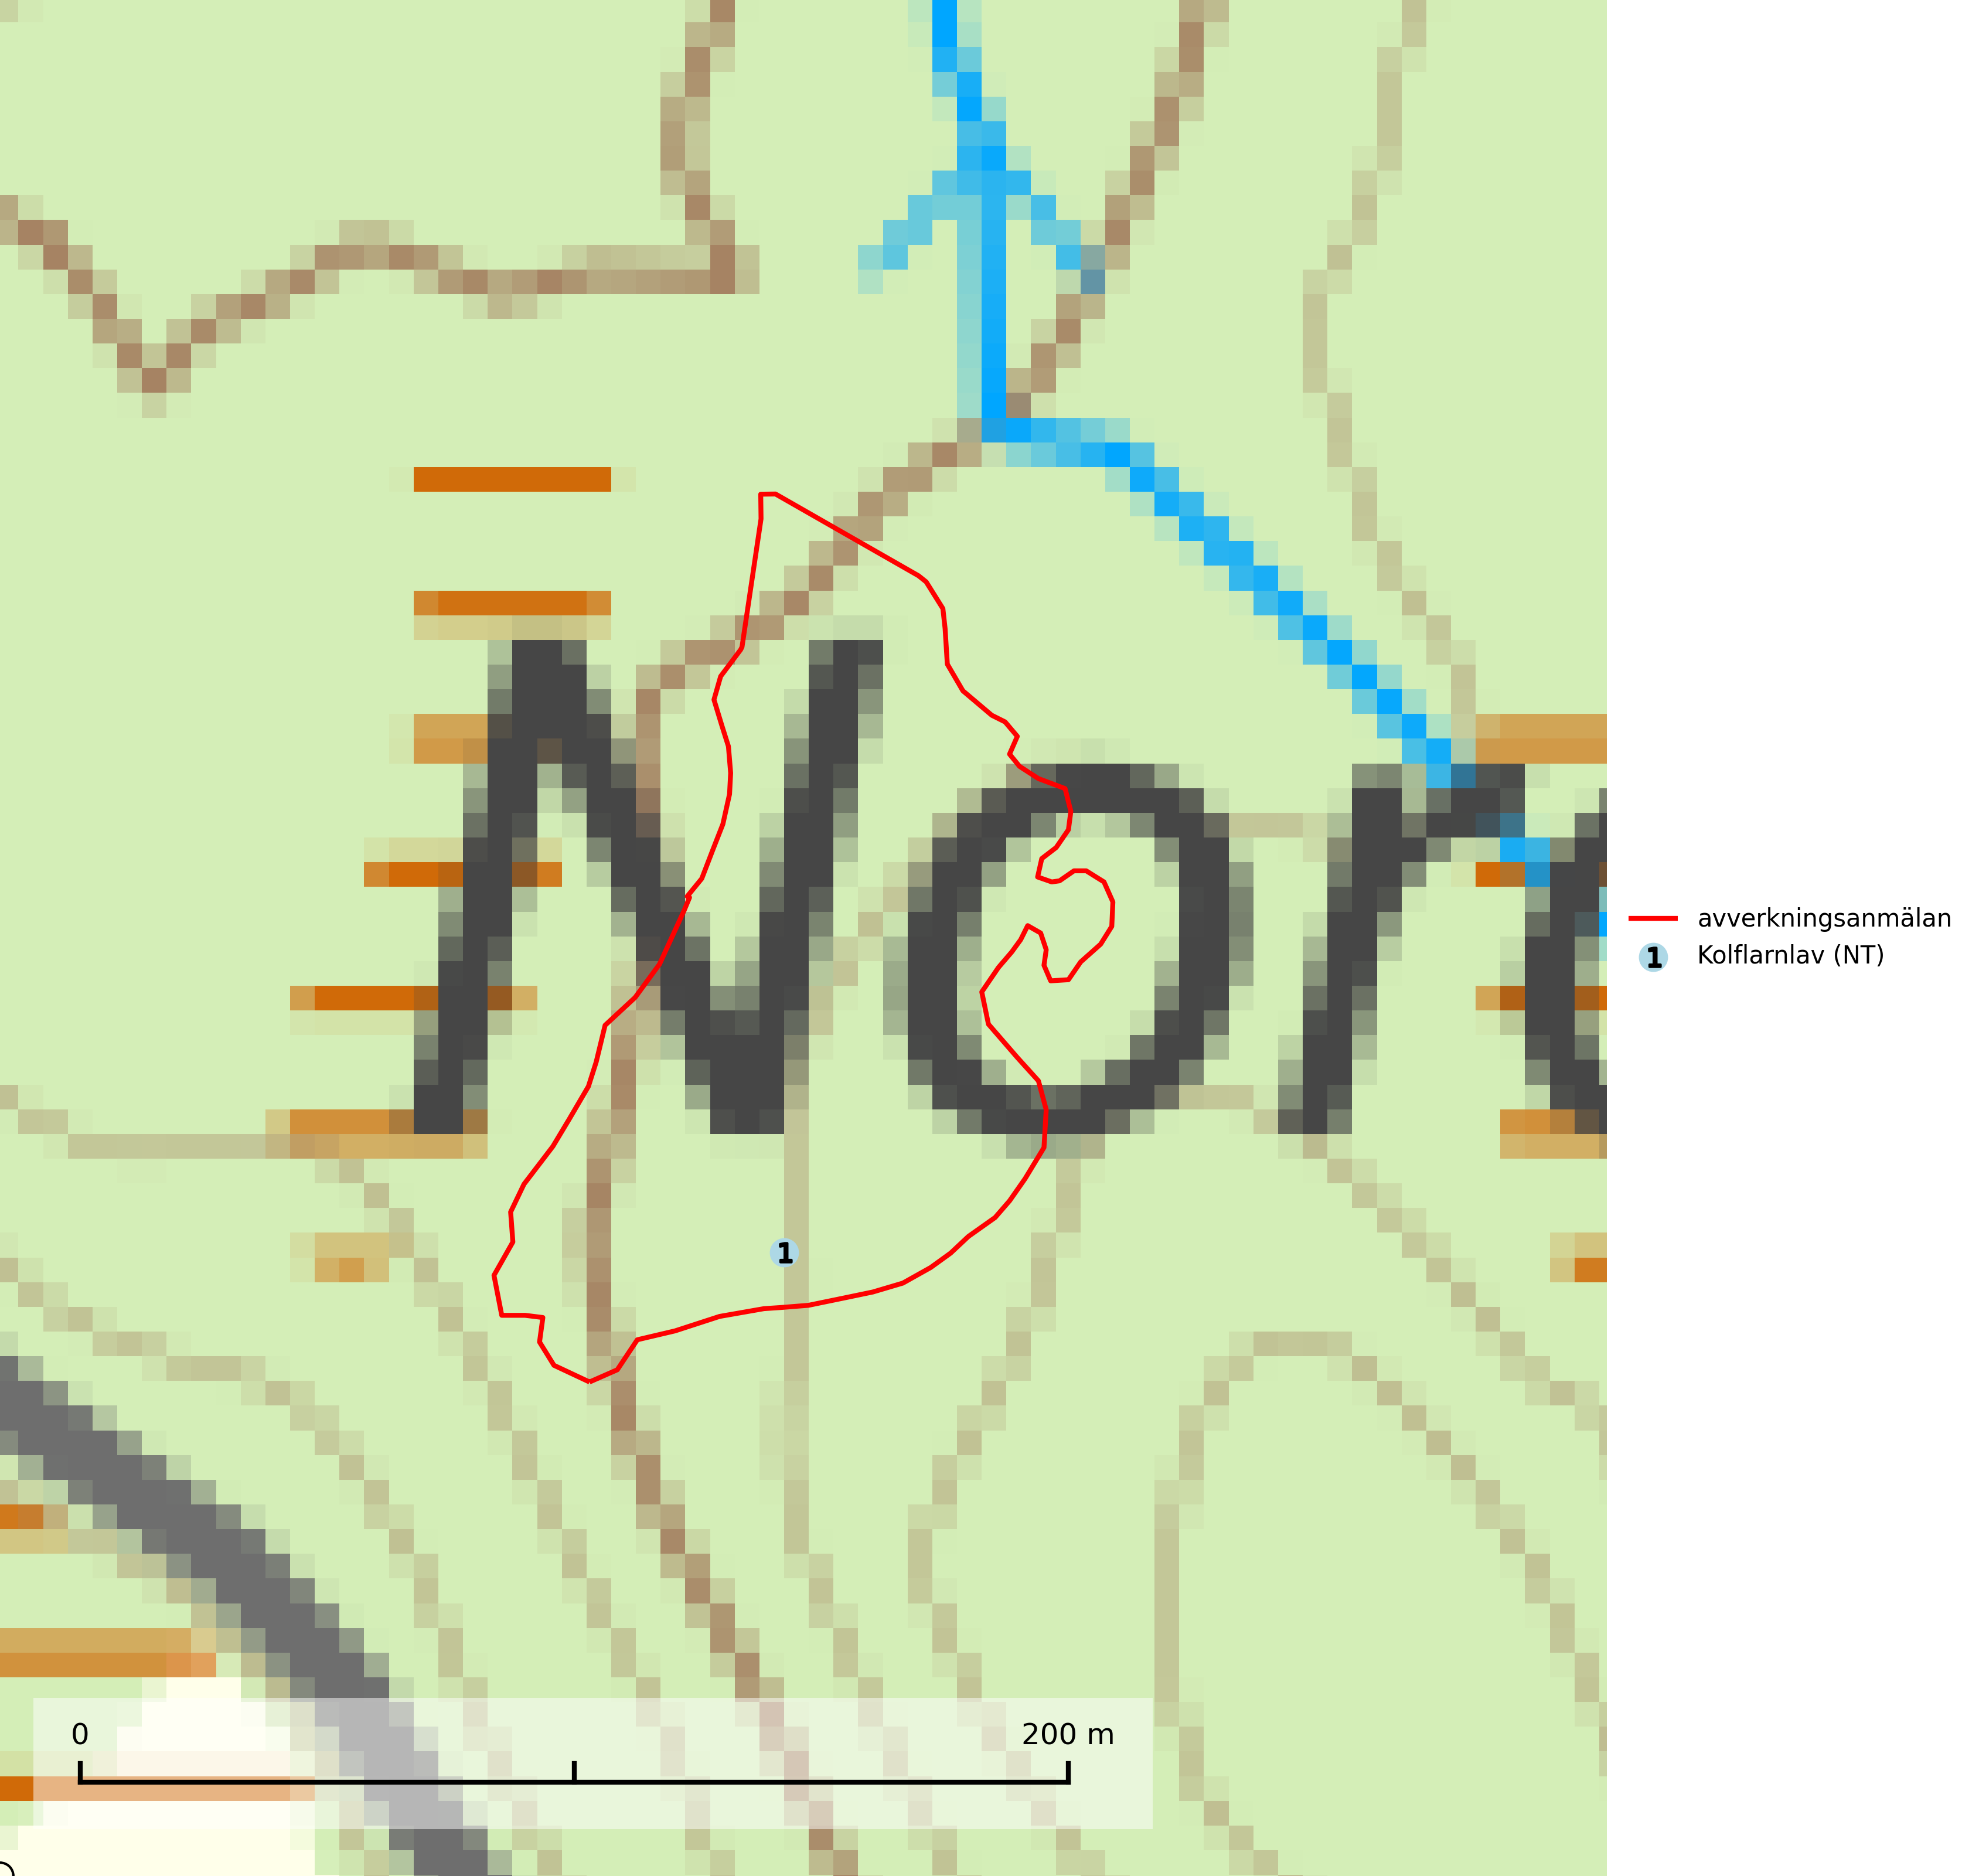 Nor
avverkningsanmälan
1 Kolflarnlav (NT)
1
0 200 m